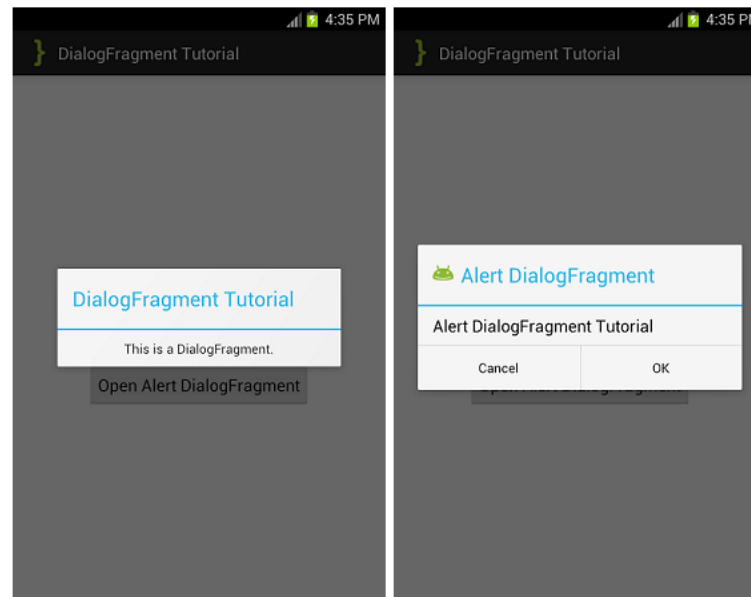 4:35 PM
DialogFragment Tutorial
DialogFragment Tutorial
This is a DialogFragment.
Open Alert DialogFragment
4:35 PM
DialogFragment Tutorial
Alert DialogFragment
Alert DialogFragment Tutorial
Cancel
OK